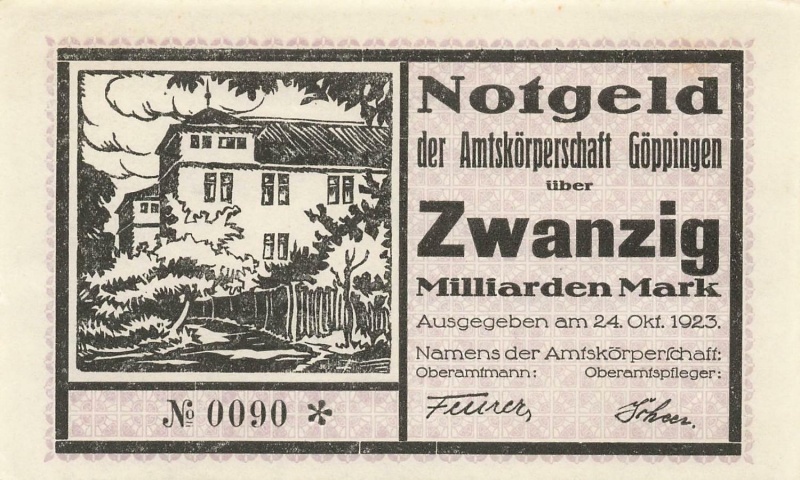 Notgeld
der Amtskörperschaft Göppingen
über
Zwanzig
Milliarden Mark
Ausgegeben am 24. Okt. 1923.
Namens der Amtskörperſchaft:
Oberamtmann: Oberamtspfleger:
Feurer,
№ 0090 *